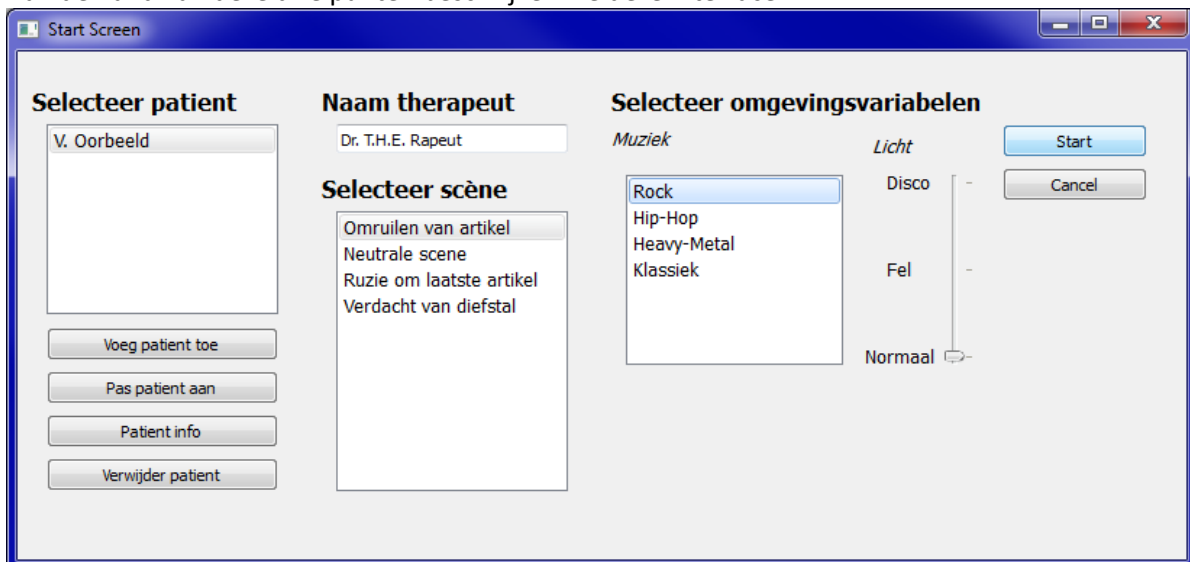 Start Screen
Selecteer patient
V. Oorbeeld
Voeg patient toe
Pas patient aan
Patient info
Verwijder patient
Naam therapeut
Dr. T.H.E. Rapeut
Selecteer scène
Omruilen van artikel
Neutrale scene
Ruzie om laatste artikel
Verdacht van diefstal
Selecteer omgevingsvariabelen
Muziek
Rock
Hip-Hop
Heavy-Metal
Klassiek
Licht
Disco
Fel
Normaal
Start
Cancel